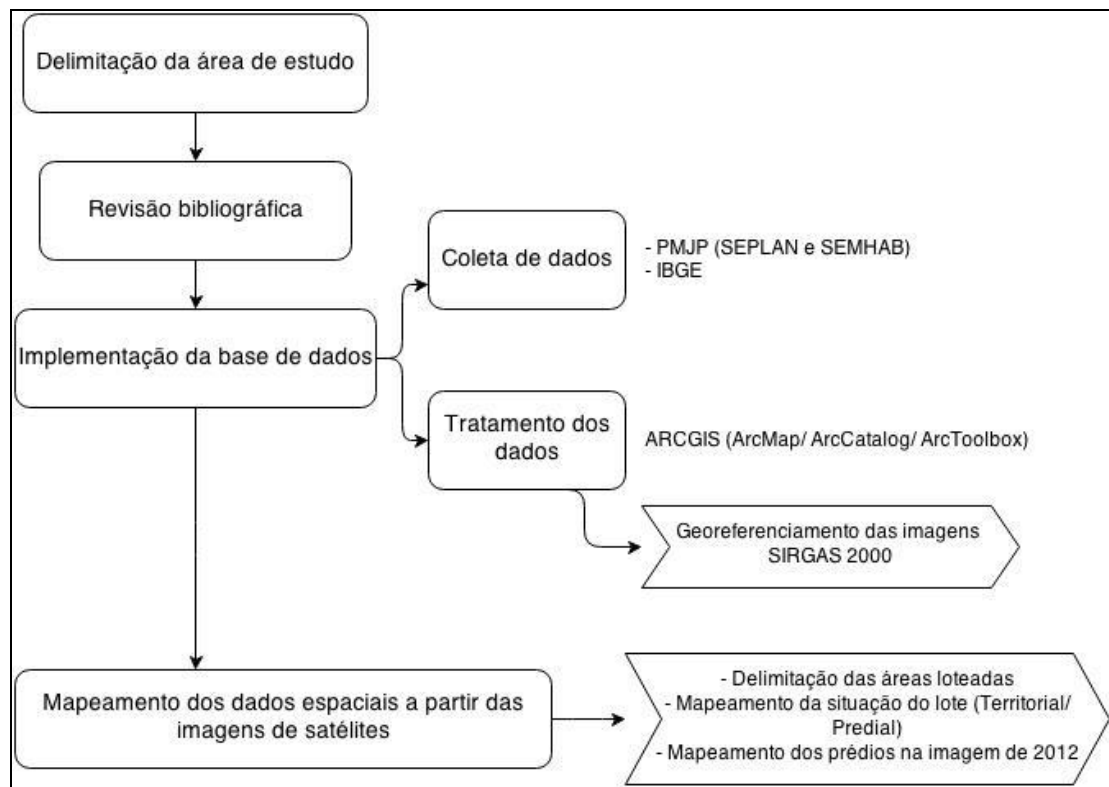 Delimitação da área de estudo
Revisão bibliográfica
Coleta de dados
- PMJP (SEPLAN e SEMHAB)
- IBGE
Implementação da base de dados
Tratamento dos
dados
ARCGIS (ArcMap/ ArcCatalog/ ArcToolbox)
Georeferenciamento das imagens
SIRGAS 2000
Mapeamento dos dados espaciais a partir das
imagens de satélites
- Delimitação das áreas loteadas
- Mapeamento da situação do lote (Territorial/
Predial)
- Mapeamento dos prédios na imagem de 2012